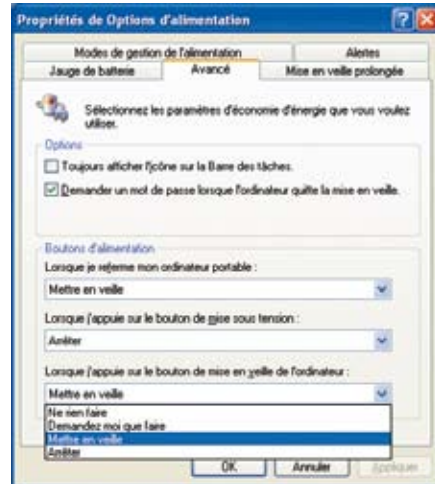 Propriétés de Options d'alimentation
Modes de gestion de l'alimentation
Alertes
Jauge de batterie
Avancé
Mise en veille prolongée
Sélectionnez les paramètres d'économie d'énergie que vous voulez
utiliser.
Options
Toujours afficher l'icône sur la Barre des tâches.
Demander un mot de passe lorsque l'ordinateur quitte la mise en veille.
Boutons d'alimentation
Lorsque je referme mon ordinateur portable :
Mettre en veille
Lorsque j'appuie sur le bouton de mise sous tension :
Arrêter
Lorsque j'appuie sur le bouton de mise en veille de l'ordinateur :
Mettre en veille
Ne rien faire
Demandez moi que faire
Mettre en veille
Arrêter
OK
Annuler
Appliquer